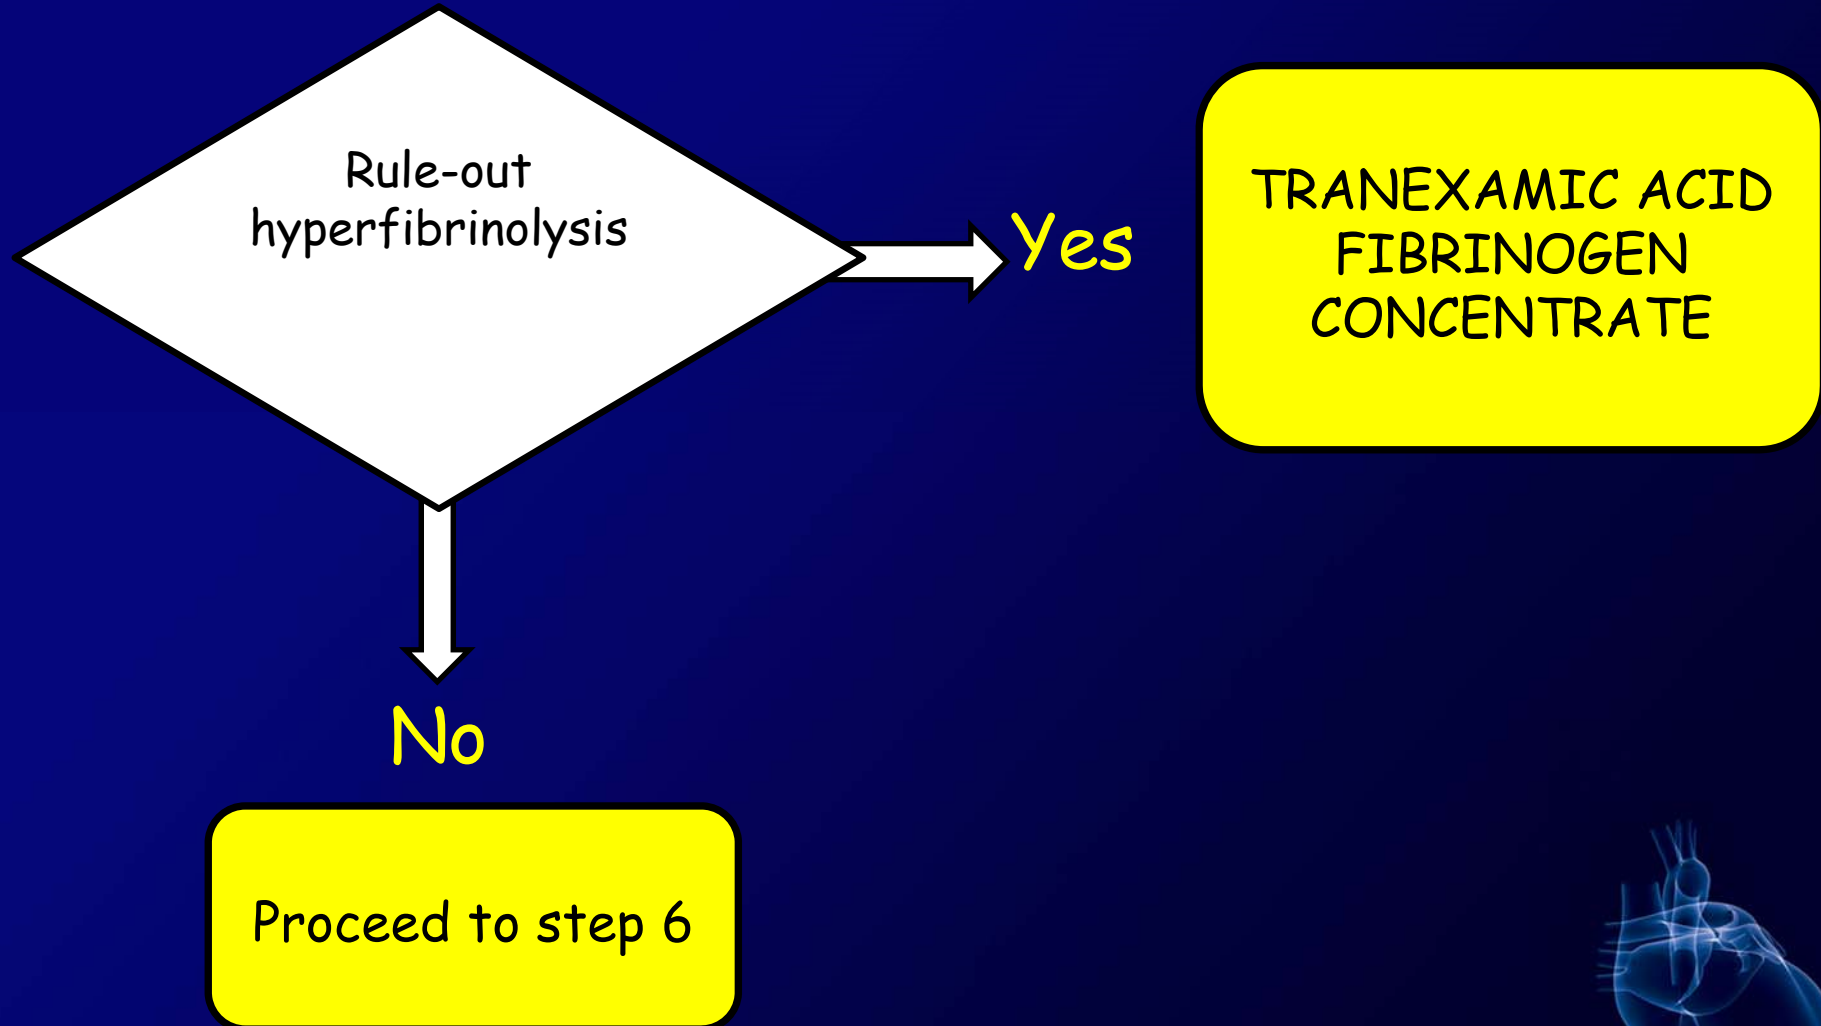 Rule-out
hyperfibrinolysis
Yes
TRANEXAMIC ACID
FIBRINOGEN
CONCENTRATE
No
Proceed to step 6